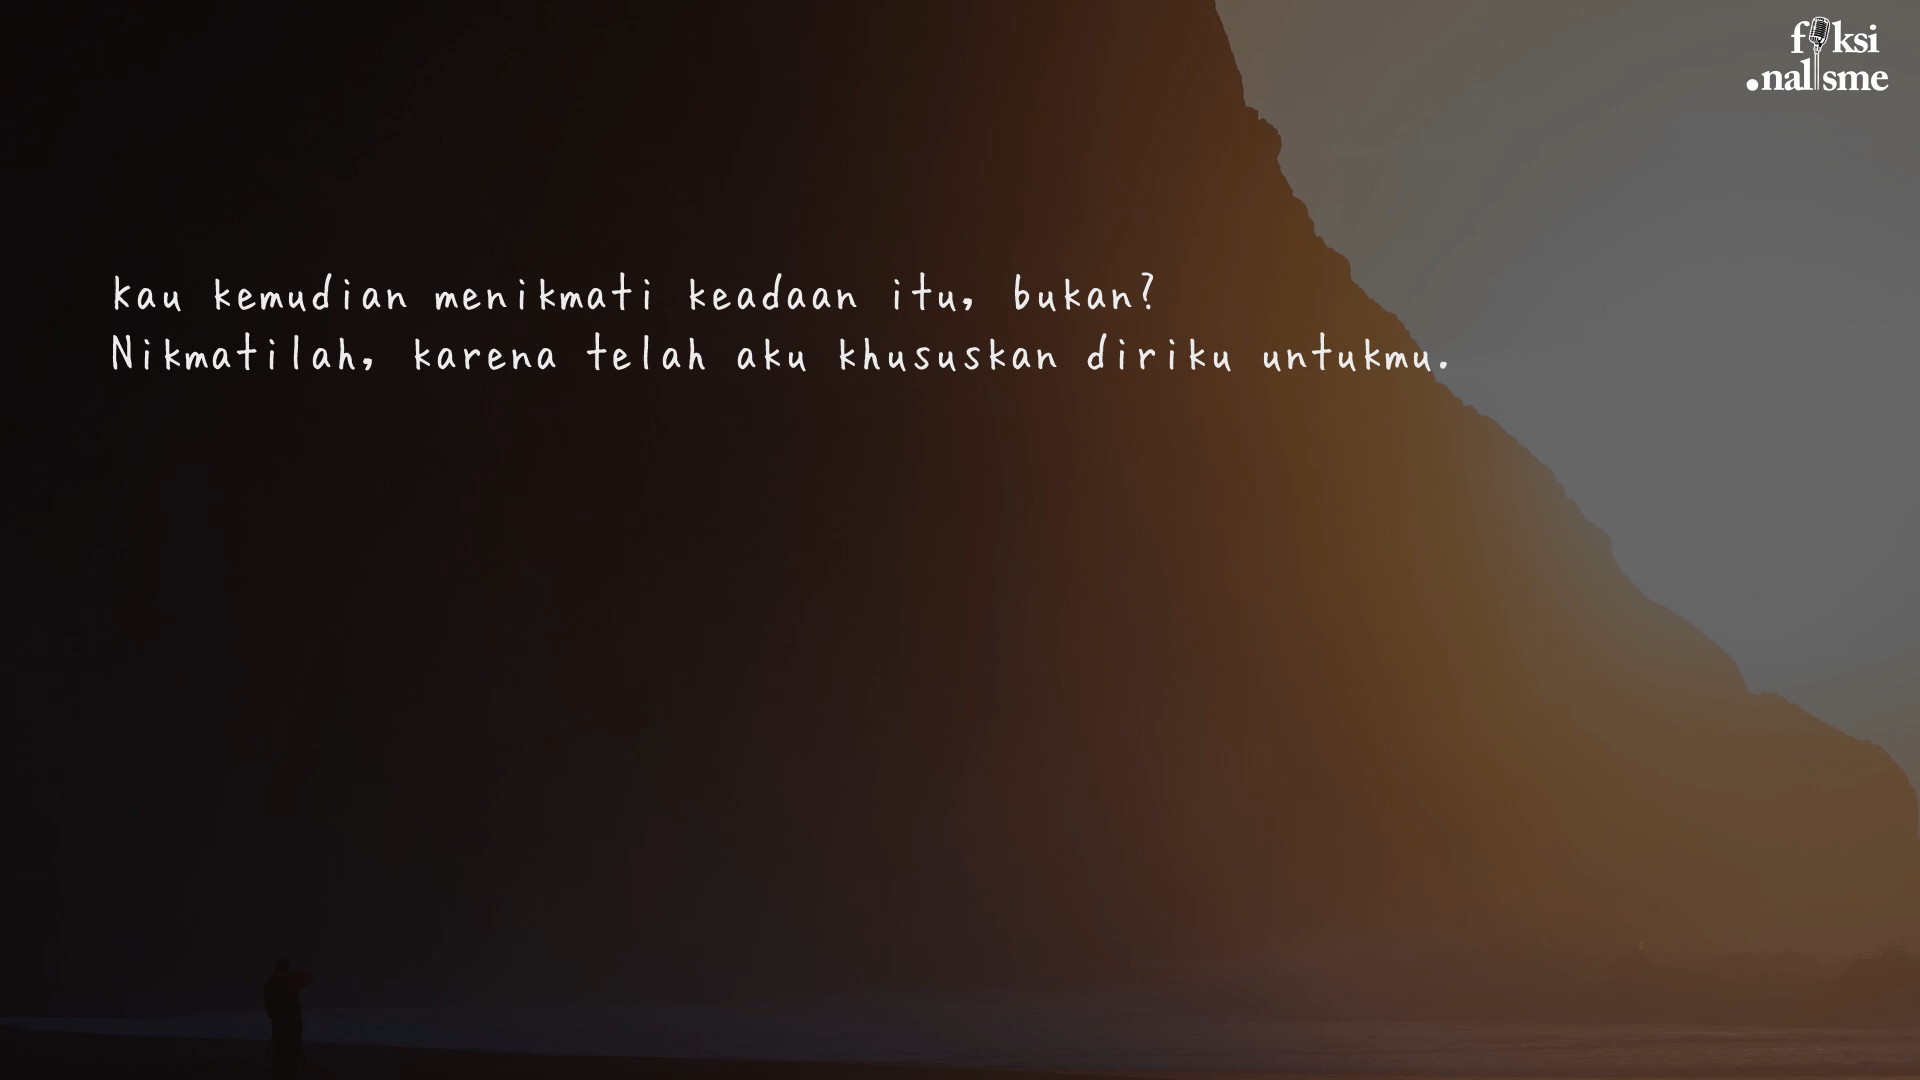 fiksi
.nalisme
kau kemudian menikmati keadaan itu, bukan?
Nikmatilah, karena telah aku khususkan diriku untukmu.